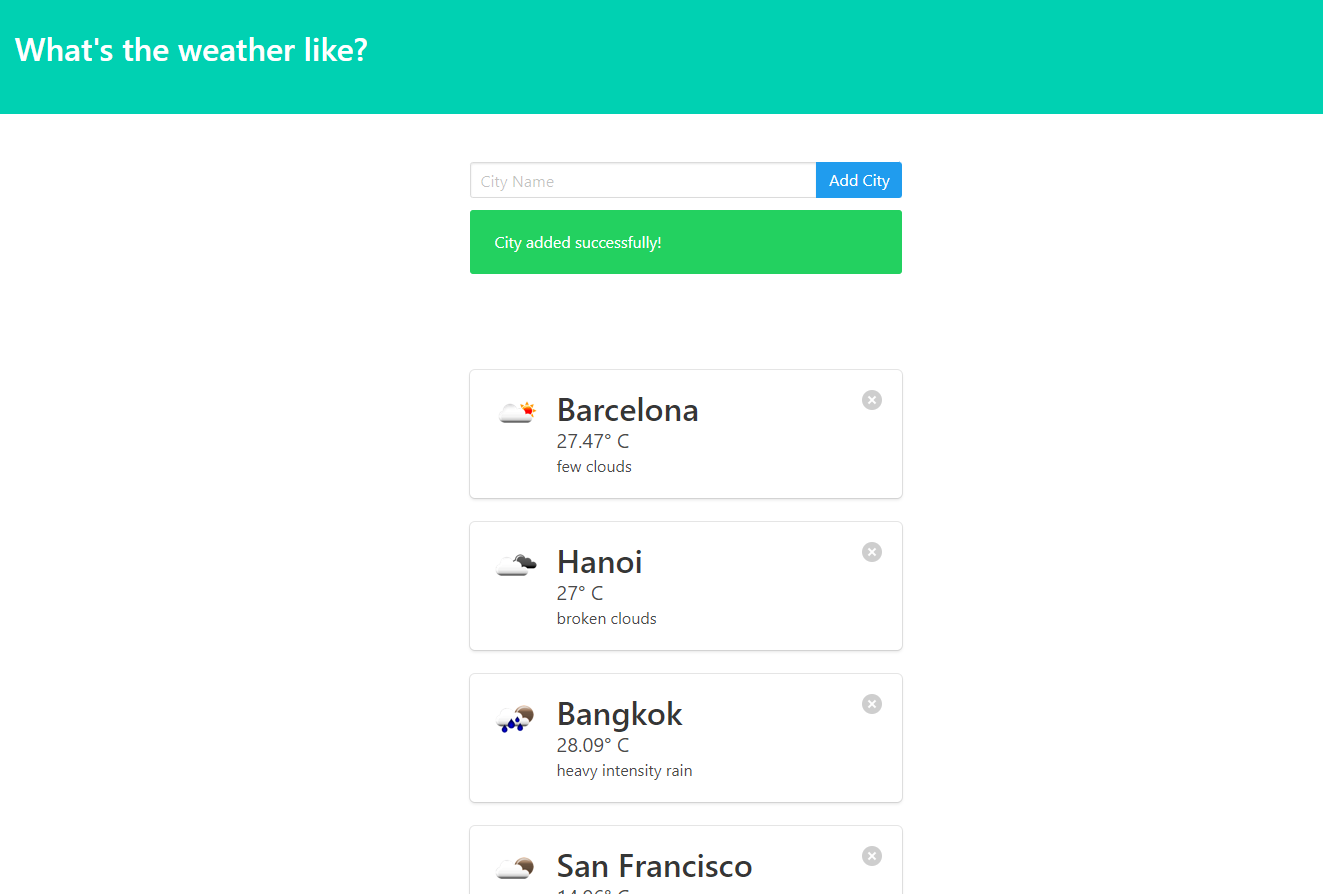 What's the weather like?
City Name
Add City
City added successfully!
Barcelona
27.47° C
few clouds
Hanoi
27° C
broken clouds
Bangkok
28.09° C
heavy intensity rain
San Francisco